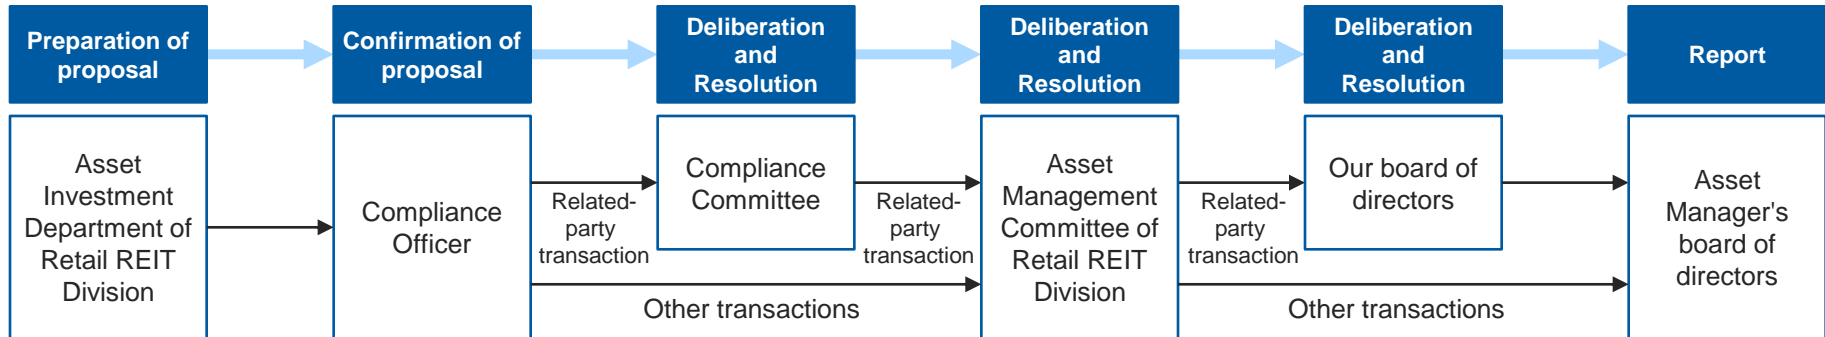 Preparation of
proposal
Confirmation of
proposal
Deliberation
and
Resolution
Deliberation
and
Resolution
Deliberation
and
Resolution
Report
Asset
Investment
Department of
Retail REIT
Division
Compliance
Officer
Related-
party
transaction
Compliance
Committee
Related-
party
transaction
Other transactions
Asset
Management
Committee of
Retail REIT
Division
Related-
party
transaction
Our board of
directors
Other transactions
Asset
Manager's
board of
directors